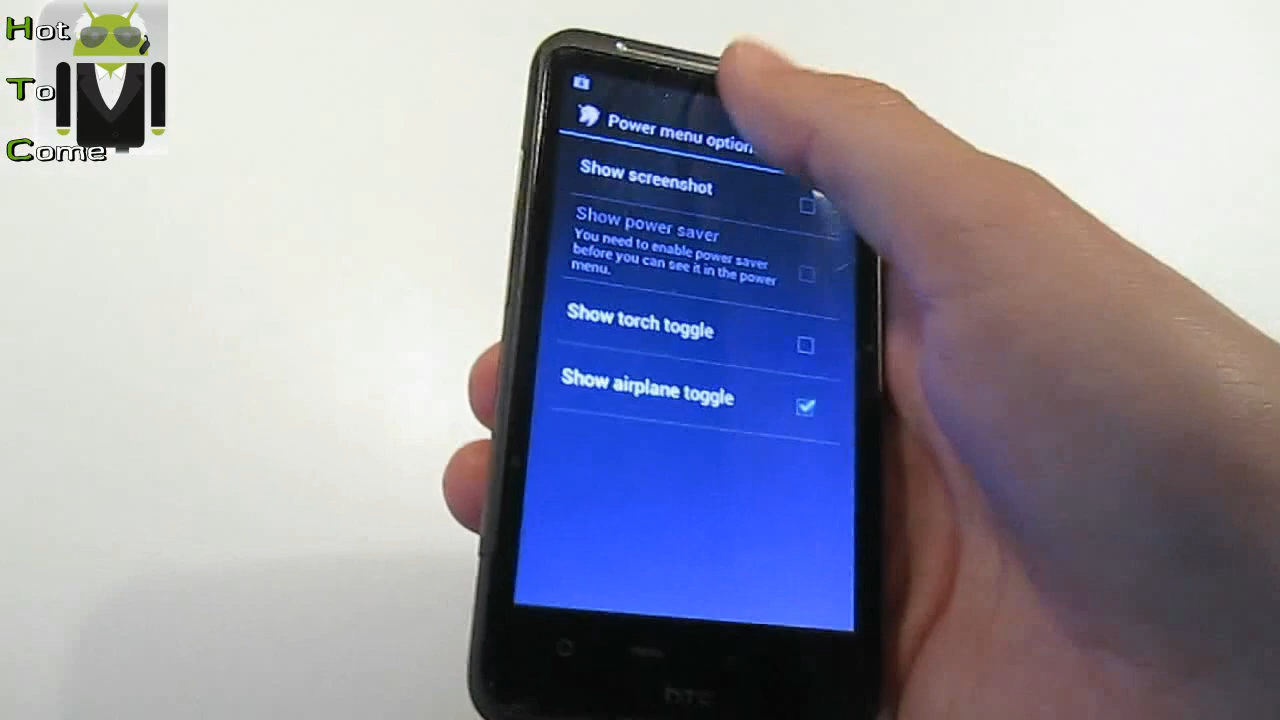 Hot
To
Come
Power menu option
Show screenshot
Show power saver
You need to enable power saver
before you can see it in the power
menu.
Show torch toggle
Show airplane toggle
hTC